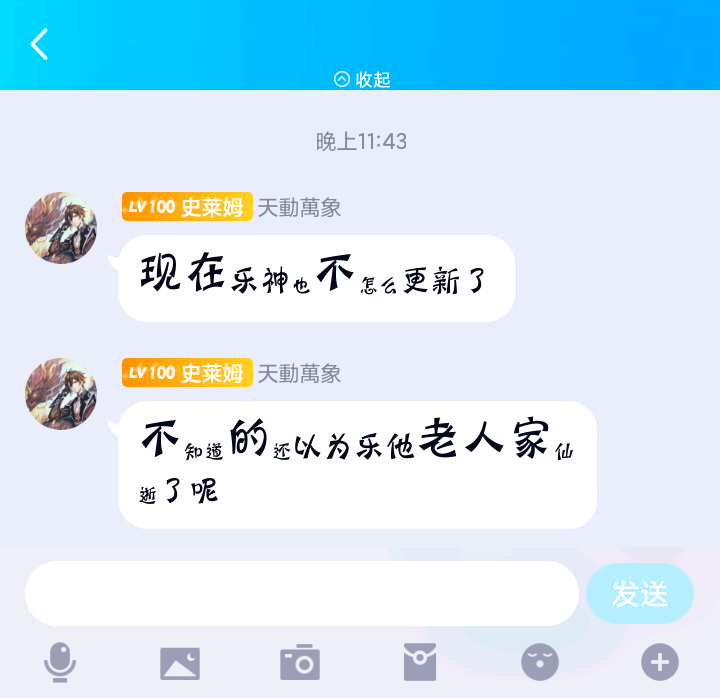 收起
晚上11:43
LV100 史莱姆 天動萬象
现在乐神也不怎么更新了
LV100 史莱姆 天動萬象
不知道的还以为乐他老人家仙
逝了呢
发送